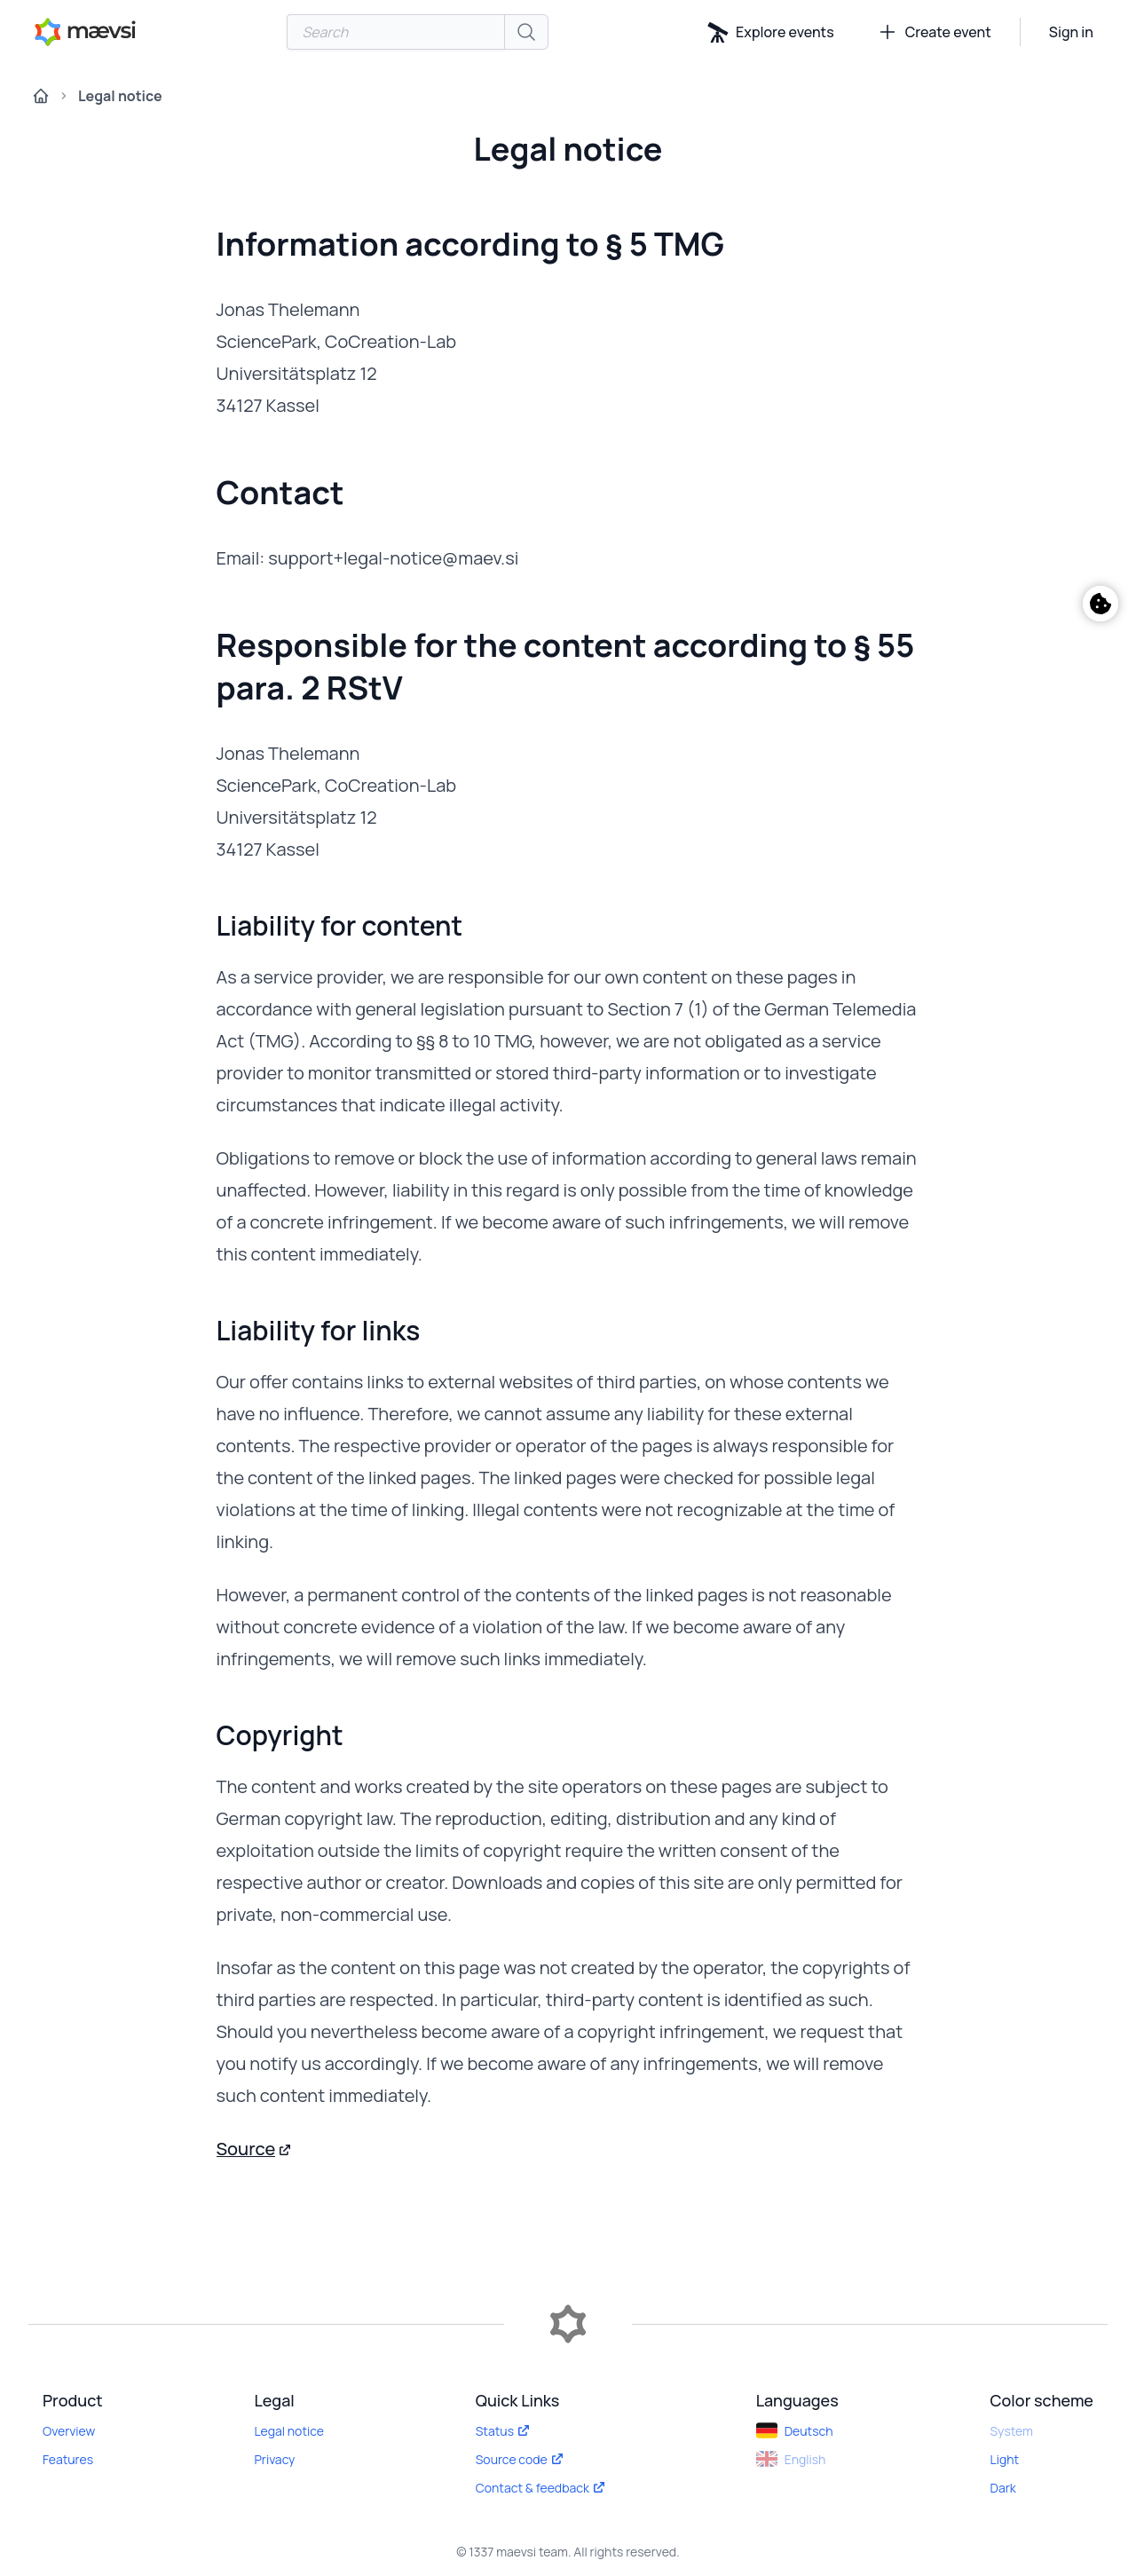 mævsi
Search
Explore events
Create event
Sign in
Legal notice
Legal notice
Information according to § 5 TMG
Jonas Thelemann
SciencePark, CoCreation-Lab
Universitätsplatz 12
34127 Kassel
Contact
Email: support+legal-notice@maev.si
Responsible for the content according to § 55
para. 2 RStV
Jonas Thelemann
SciencePark, CoCreation-Lab
Universitätsplatz 12
34127 Kassel
Liability for content
As a service provider, we are responsible for our own content on these pages in
accordance with general legislation pursuant to Section 7 (1) of the German Telemedia
Act (TMG). According to §§ 8 to 10 TMG, however, we are not obligated as a service
provider to monitor transmitted or stored third-party information or to investigate
circumstances that indicate illegal activity.
Obligations to remove or block the use of information according to general laws remain
unaffected. However, liability in this regard is only possible from the time of knowledge
of a concrete infringement. If we become aware of such infringements, we will remove
this content immediately.
Liability for links
Our offer contains links to external websites of third parties, on whose contents we
have no influence. Therefore, we cannot assume any liability for these external
contents. The respective provider or operator of the pages is always responsible for
the content of the linked pages. The linked pages were checked for possible legal
violations at the time of linking. Illegal contents were not recognizable at the time of
linking.
However, a permanent control of the contents of the linked pages is not reasonable
without concrete evidence of a violation of the law. If we become aware of any
infringements, we will remove such links immediately.
Copyright
The content and works created by the site operators on these pages are subject to
German copyright law. The reproduction, editing, distribution and any kind of
exploitation outside the limits of copyright require the written consent of the
respective author or creator. Downloads and copies of this site are only permitted for
private, non-commercial use.
Insofar as the content on this page was not created by the operator, the copyrights of
third parties are respected. In particular, third-party content is identified as such.
Should you nevertheless become aware of a copyright infringement, we request that
you notify us accordingly. If we become aware of any infringements, we will remove
such content immediately.
Source
Product
Overview
Features
Legal
Legal notice
Privacy
Quick Links
Status
Source code
Contact & feedback
Languages
Deutsch
English
Color scheme
System
Light
Dark
© 1337 maevsi team. All rights reserved.